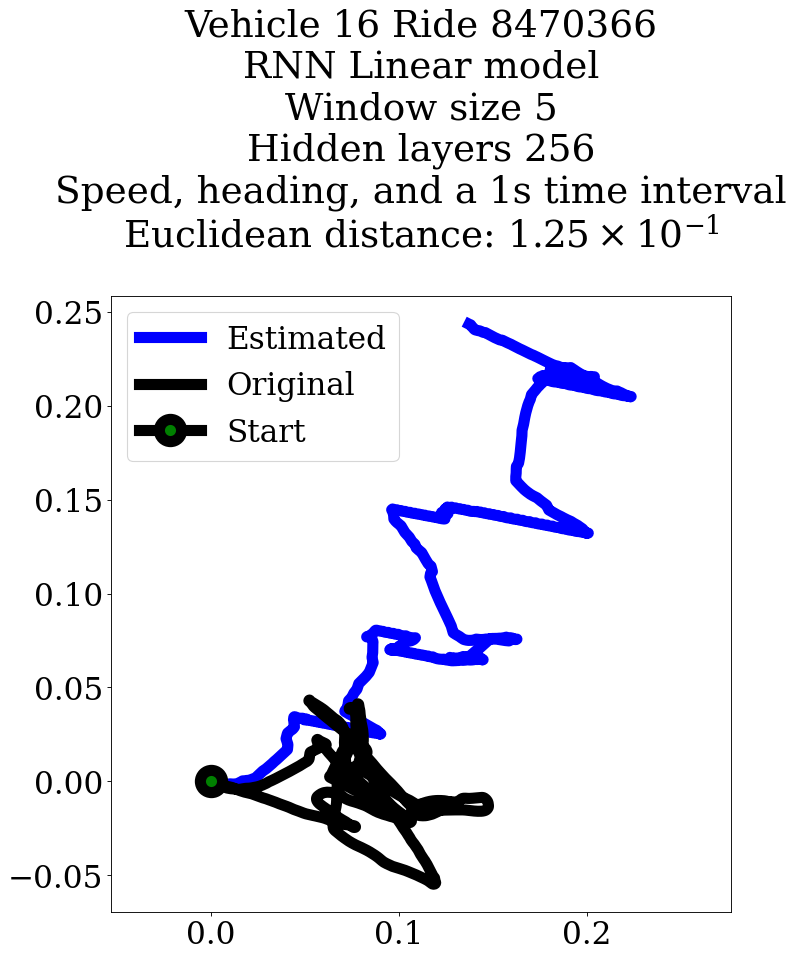 Vehicle 16 Ride 8470366
RNN Linear model
Window size 5
Hidden layers 256
Speed, heading, and a 1s time interval
Euclidean distance: 1.25 × 10⁻¹
Estimated
Original
Start
0.25
0.20
0.15
0.10
0.05
0.00
−0.05
0.0
0.1
0.2